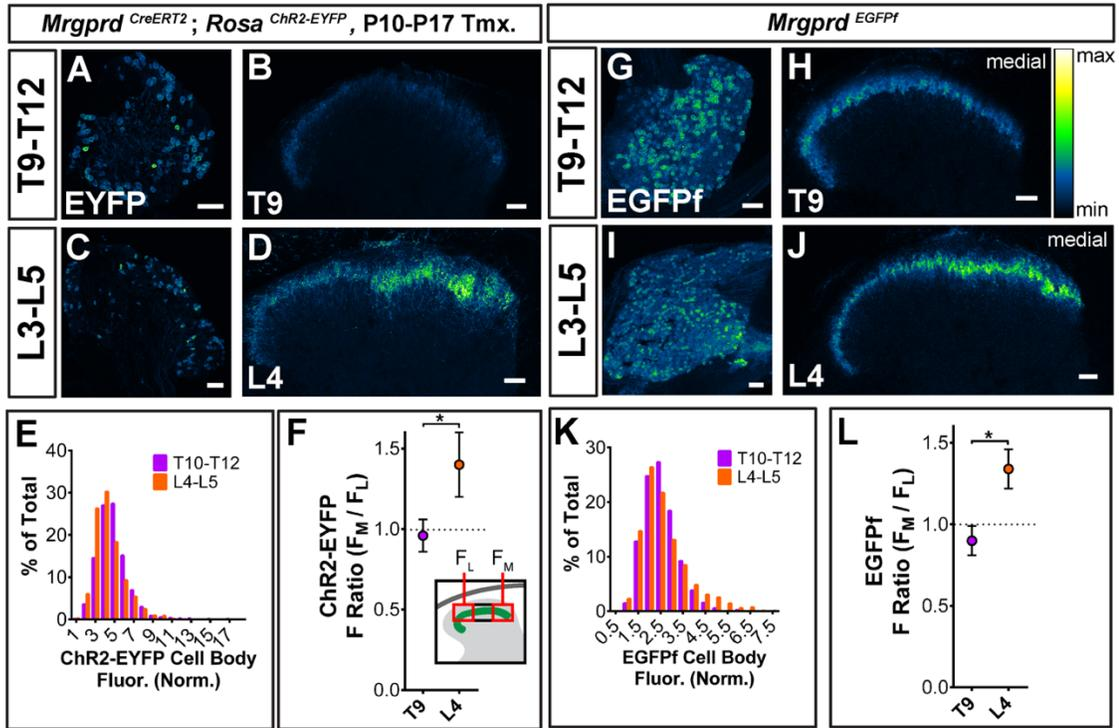 Mrgprd CreERT2 ; Rosa ChR2-EYFP , P10-P17 Tmx.
Mrgprd EGFPf
T9-T12
A
EYFP
B
T9
T9-T12
G
EGFPf
H
medial
T9
max
min
L3-L5
C
D
L4
L3-L5
I
J
medial
L4
E
% of Total
40
30
20
10
0
T10-T12
L4-L5
1 3 5 7 9 11 13 15 17
ChR2-EYFP Cell Body
Fluor. (Norm.)
F
ChR2-EYFP
F Ratio (FM / FL)
1.5
1.0
0.5
0.0
*
FL FM
T9 L4
K
% of Total
30
20
10
0
T10-T12
L4-L5
0.5 1.5 2.5 3.5 4.5 5.5 6.5 7.5
EGFPf Cell Body
Fluor. (Norm.)
L
EGFPf
F Ratio (FM / FL)
1.5
1.0
0.5
0.0
*
T9 L4